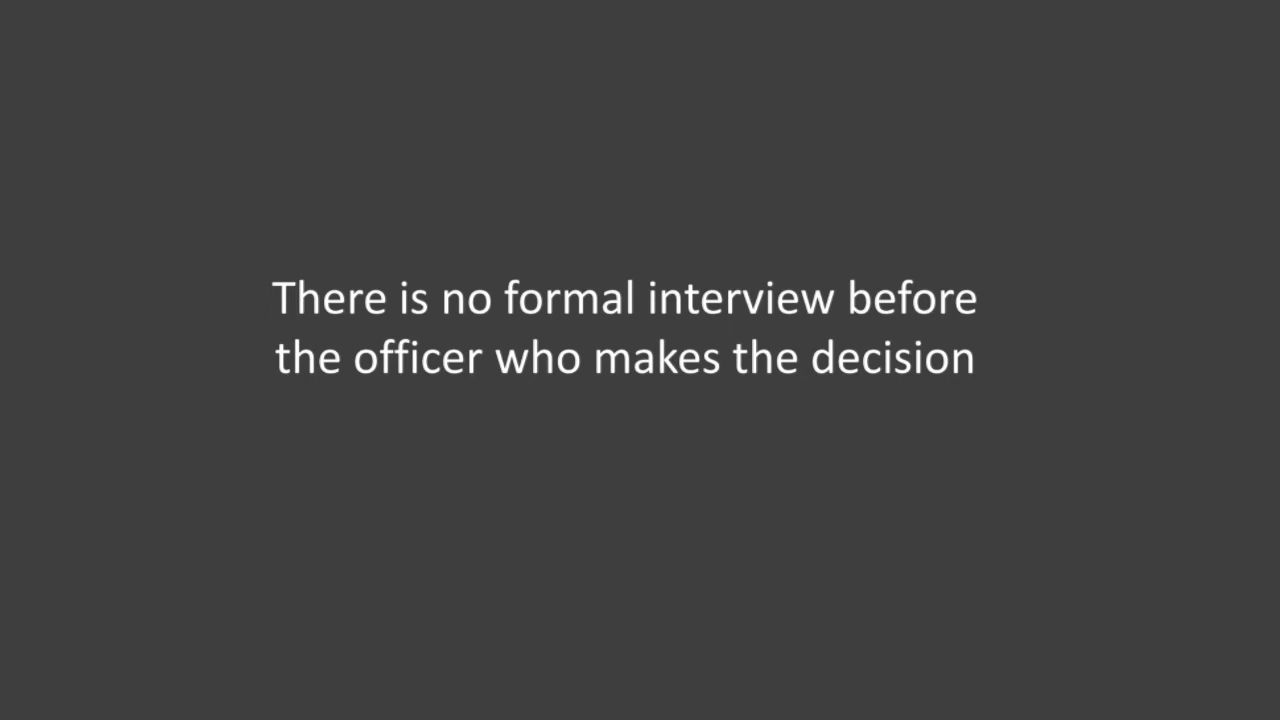 There is no formal interview before
the officer who makes the decision